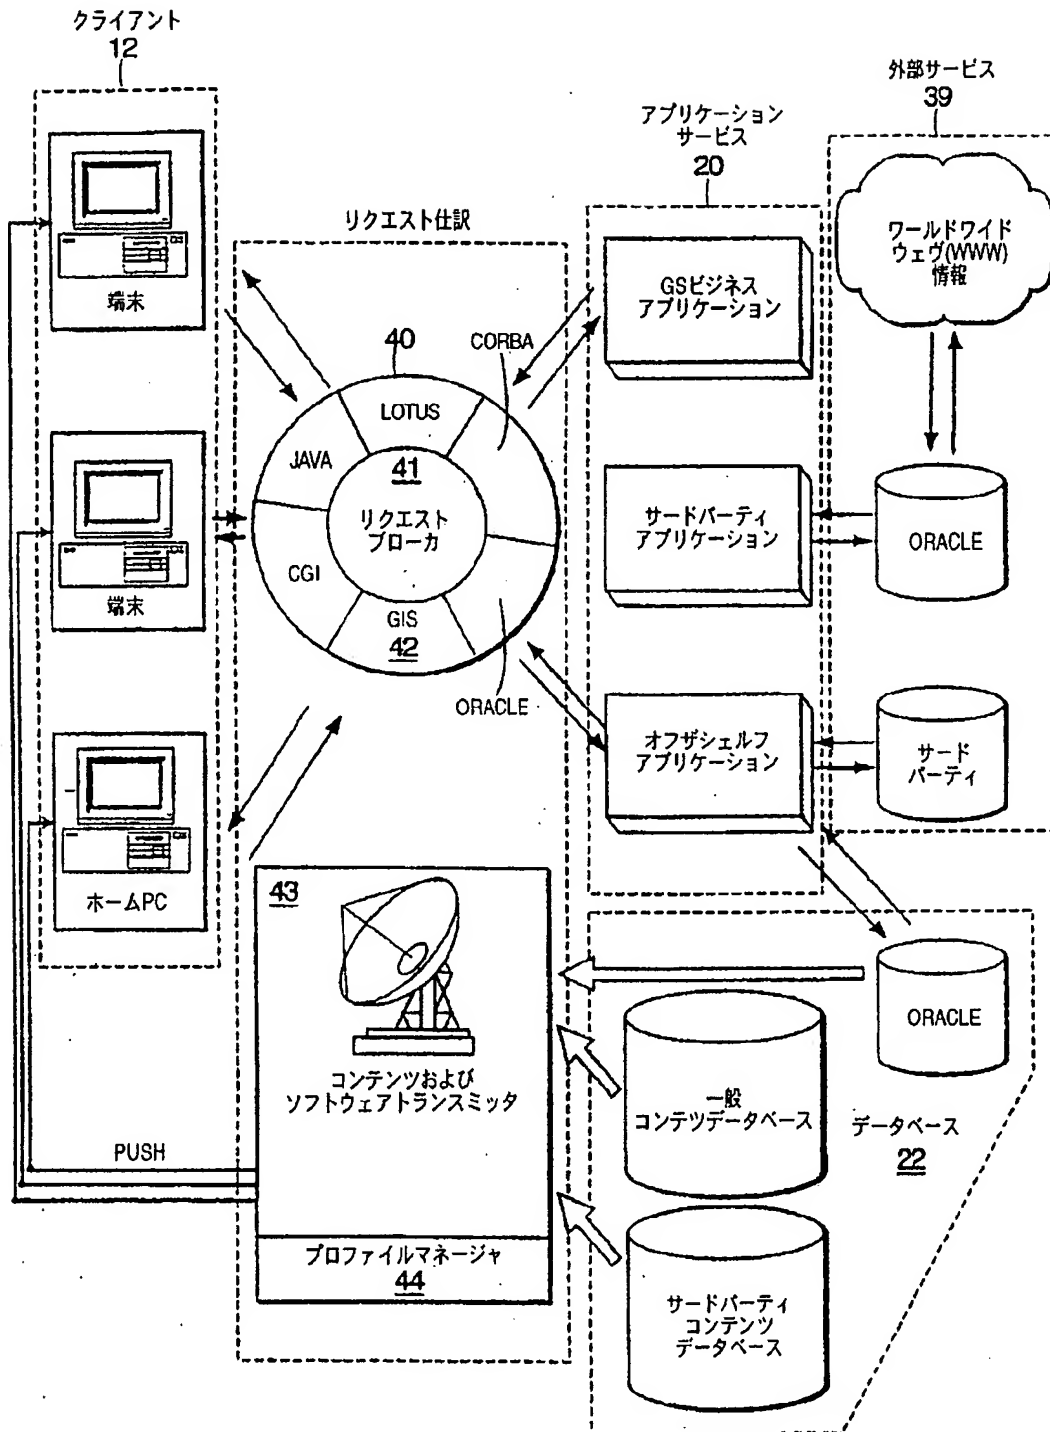 クライアント
12
外部サービス
39
アプリケーション
サービス
20
リクエスト仕訳
端末
端末
ホームPC
40
CORBA
LOTUS
JAVA
41
リクエスト
ブローカ
CGI
GIS
42
ORACLE
GSビジネス
アプリケーション
サードパーティ
アプリケーション
オフザシェルフ
アプリケーション
ワールドワイド
ウェヴ(WWW)
情報
ORACLE
サード
パーティ
43
コンテンツおよび
ソフトウェアトランスミッタ
PUSH
プロファイルマネージャ
44
ORACLE
一般
コンテツデータベース
データベース
22
サードパーティ
コンテンツ
データベース